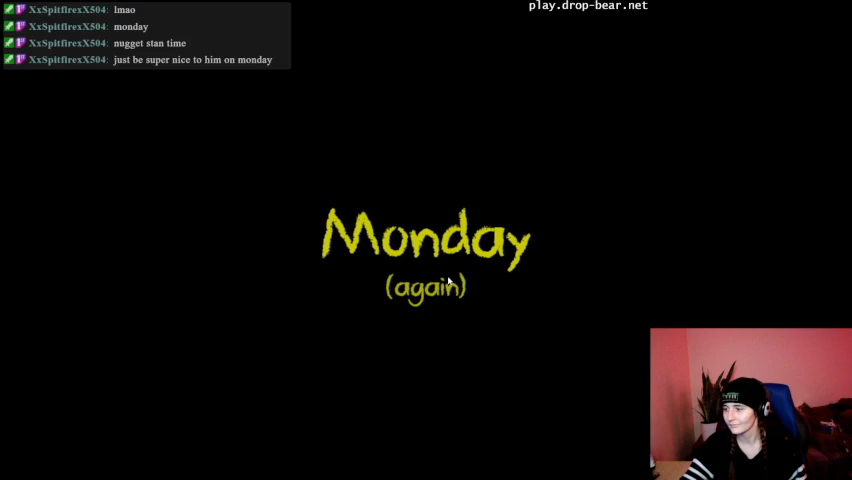 XxSpitfirexX504: lmao
XxSpitfirexX504: monday
XxSpitfirexX504: nugget stan time
XxSpitfirexX504: just be super nice to him on monday
play.drop-bear.net
Monday
(again)